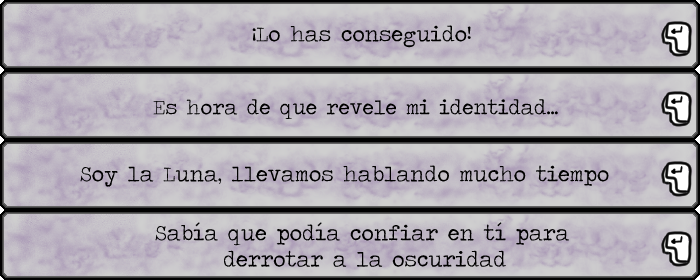 ¡Lo has conseguido!
Es hora de que revele mi identidad...
Soy la Luna, llevamos hablando mucho tiempo
Sabía que podía confiar en tí para
derrotar a la oscuridad